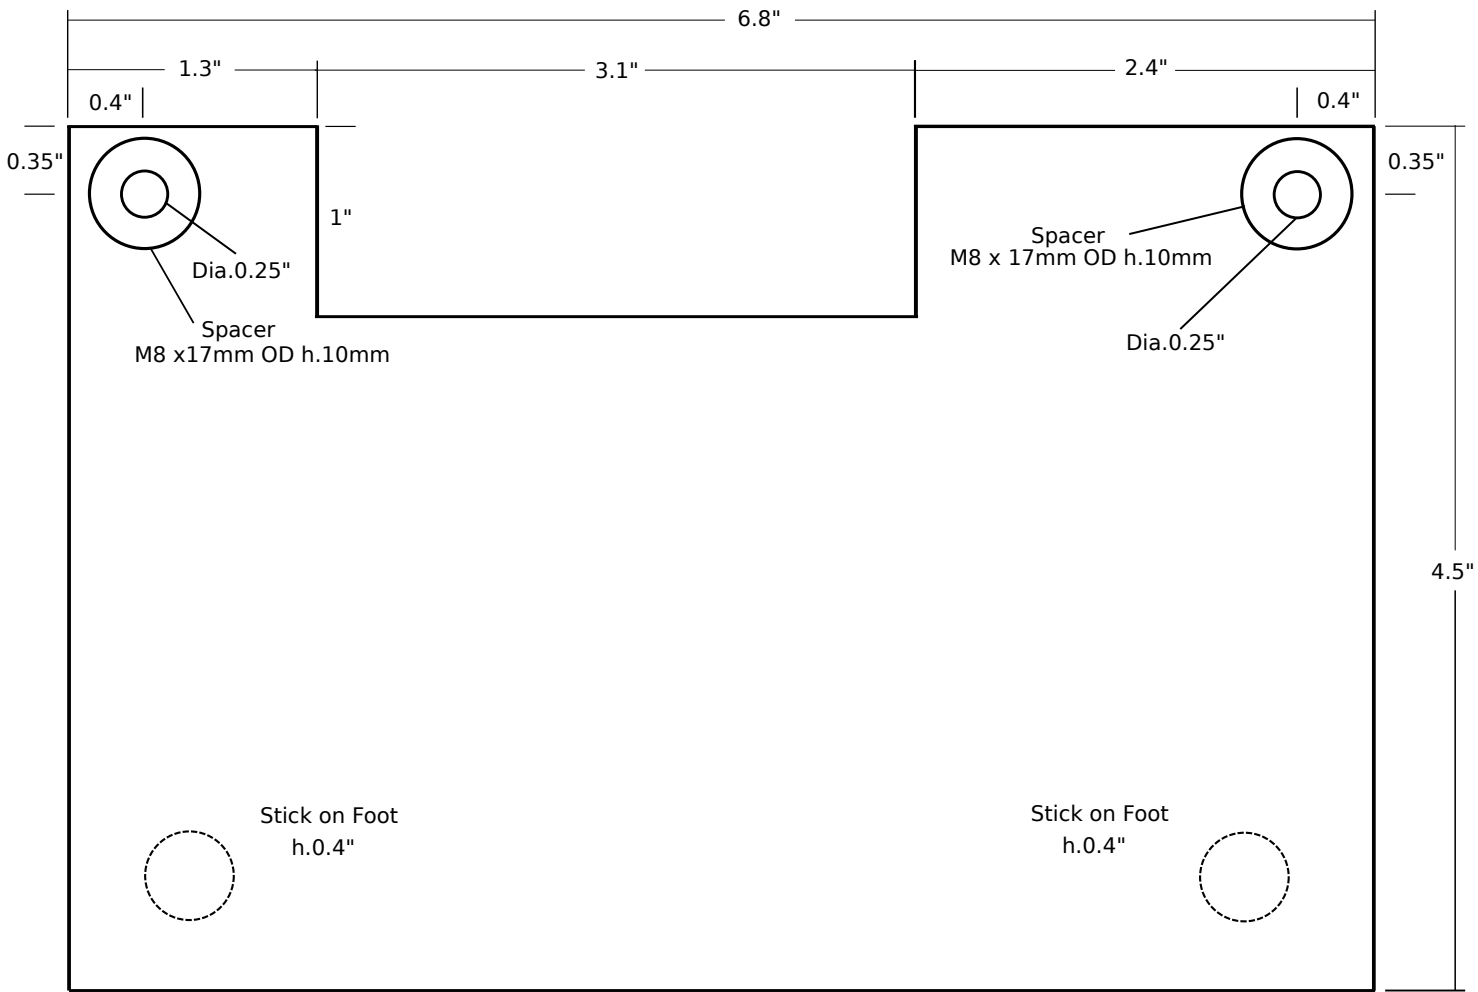 6.8"
1.3"
3.1"
2.4"
0.4"
0.4"
0.35"
0.35"
1"
Dia.0.25"
Spacer
M8 x17mm OD h.10mm
Spacer
M8 x 17mm OD h.10mm
Dia.0.25"
4.5"
Stick on Foot
h.0.4"
Stick on Foot
h.0.4"